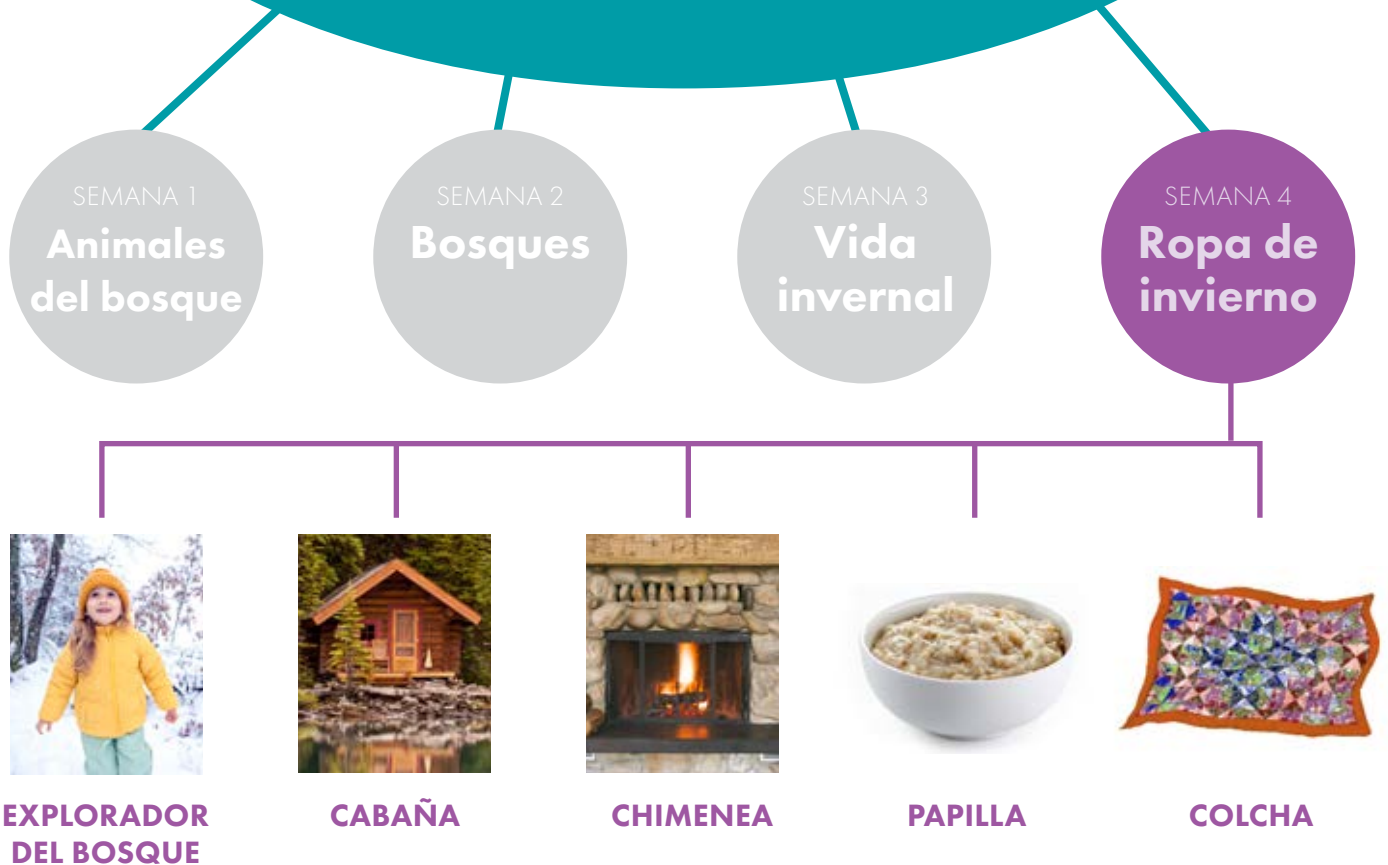 SEMANA 1
Animales
del bosque
SEMANA 2
Bosques
SEMANA 3
Vida
invernal
SEMANA 4
Ropa de
invierno
EXPLORADOR
DEL BOSQUE
CABAÑA
CHIMENEA
PAPILLA
COLCHA